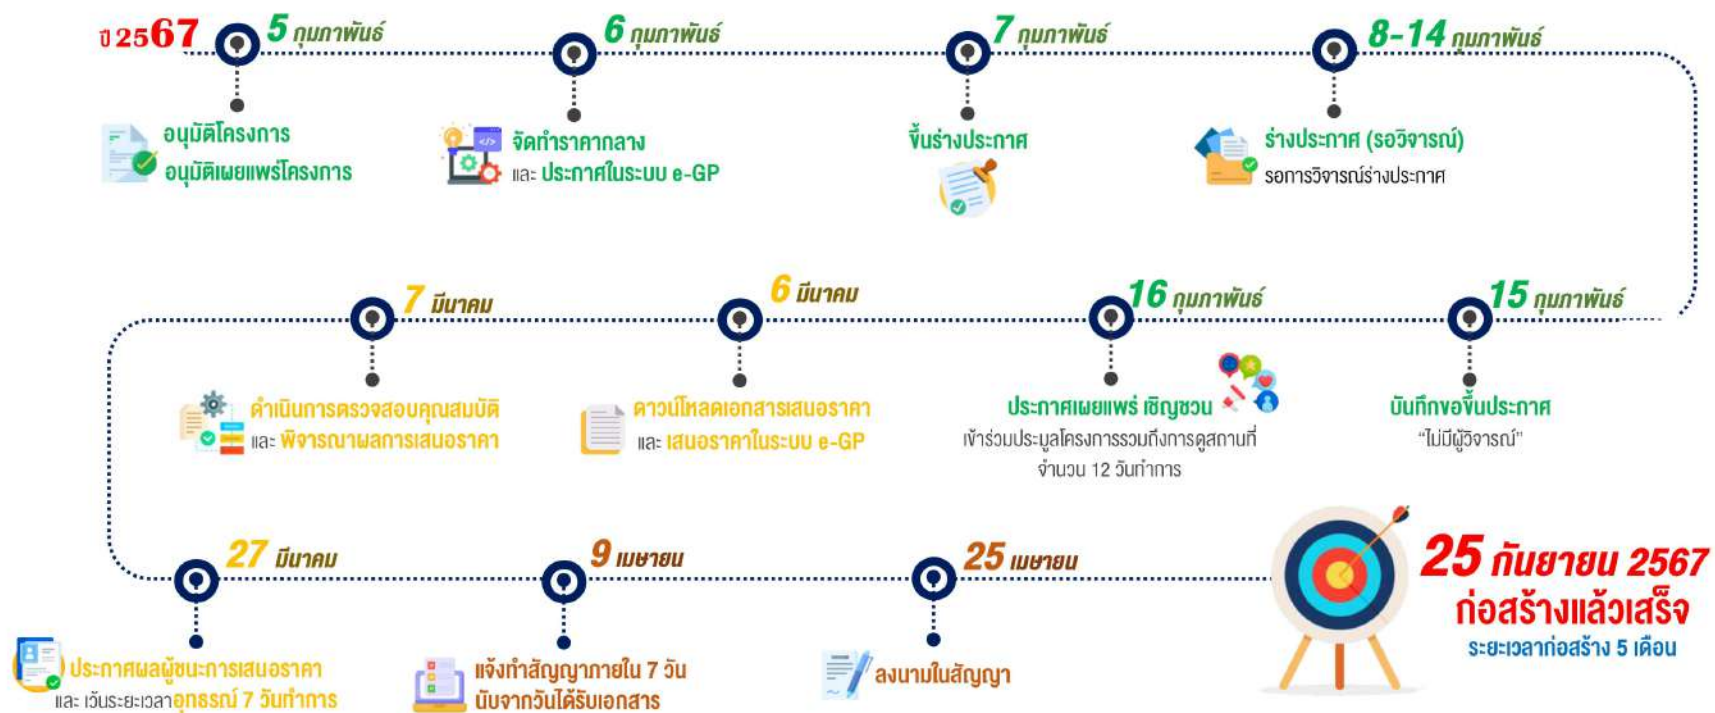 ปี 2567
5 กุมภาพันธ์
อนุมัติโครงการ
อนุมัติเผยแพร่โครงการ
6 กุมภาพันธ์
จัดทำราคากลาง
และ ประกาศในระบบ e-GP
7 กุมภาพันธ์
ขึ้นร่างประกาศ
8-14 กุมภาพันธ์
ร่างประกาศ (รอวิจารณ์)
รอการวิจารณ์ร่างประกาศ
15 กุมภาพันธ์
บันทึกขอขึ้นประกาศ
“ไม่มีผู้วิจารณ์”
16 กุมภาพันธ์
ประกาศเผยแพร่ เชิญชวน
เข้าร่วมประมูลโครงการรวมถึงการดูสถานที่
จำนวน 12 วันทำการ
6 มีนาคม
ดาวน์โหลดเอกสารเสนอราคา
และ เสนอราคาในระบบ e-GP
7 มีนาคม
ดำเนินการตรวจสอบคุณสมบัติ
และ พิจารณาผลการเสนอราคา
27 มีนาคม
ประกาศผลผู้ชนะการเสนอราคา
และ เว้นระยะเวลาอุทธรณ์ 7 วันทำการ
9 เมษายน
แจ้งทำสัญญาภายใน 7 วัน
นับจากวันได้รับเอกสาร
25 เมษายน
ลงนามในสัญญา
25 กันยายน 2567
ก่อสร้างแล้วเสร็จ
ระยะเวลาก่อสร้าง 5 เดือน